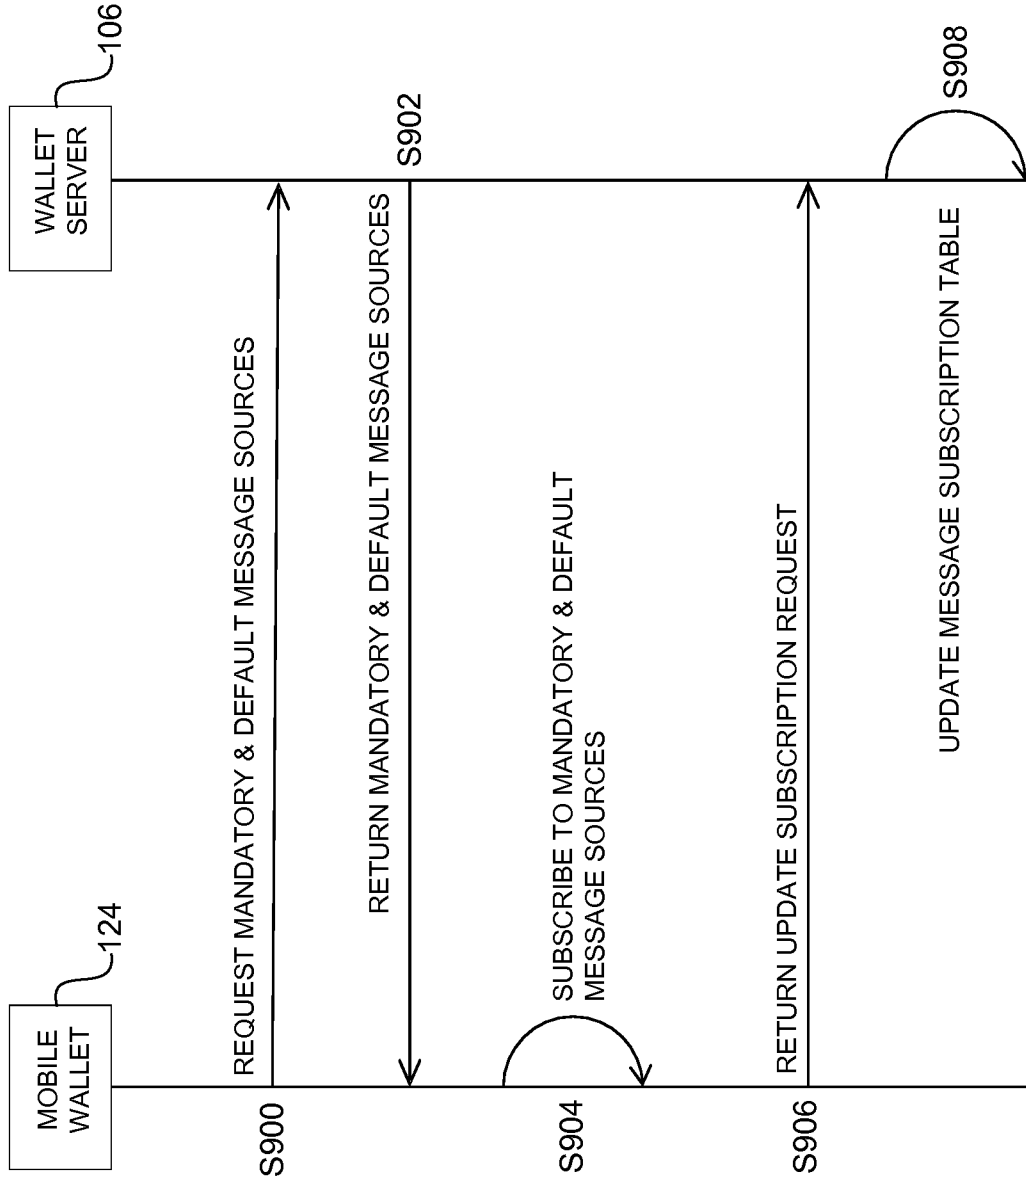 MOBILE
WALLET
124
WALLET
SERVER
106
S900
REQUEST MANDATORY & DEFAULT MESSAGE SOURCES
RETURN MANDATORY & DEFAULT MESSAGE SOURCES
S902
S904
SUBSCRIBE TO MANDATORY & DEFAULT
MESSAGE SOURCES
S906
RETURN UPDATE SUBSCRIPTION REQUEST
UPDATE MESSAGE SUBSCRIPTION TABLE
S908